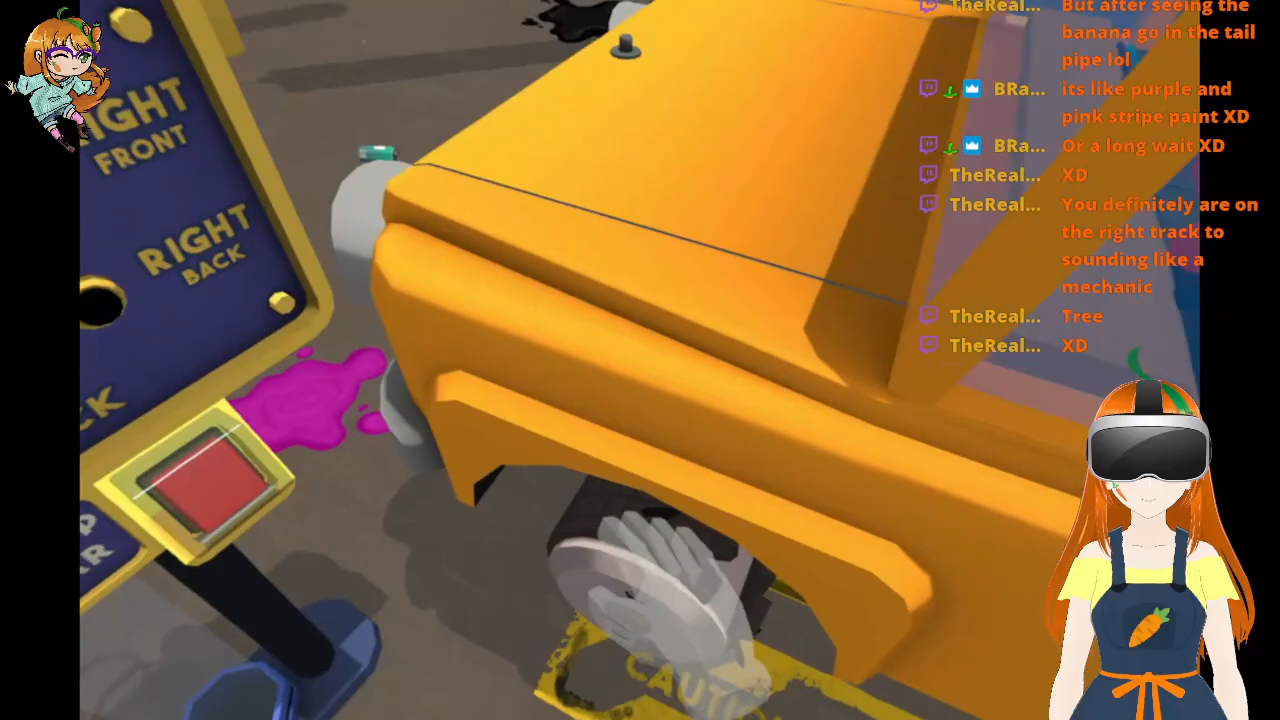 RIGHT
FRONT
RIGHT
BACK
CAUTIO
TheReal... But after seeing the
banana go in the tail
pipe lol
BRa... its like purple and
pink stripe paint XD
BRa... Or a long wait XD
TheReal... XD
TheReal... You definitely are on
the right track to
sounding like a
mechanic
TheReal... Tree
TheReal... XD